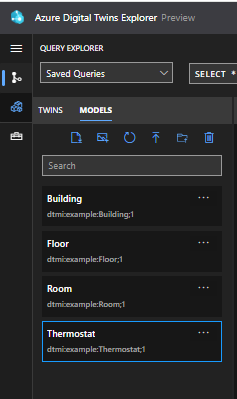 Azure Digital Twins Explorer Preview
QUERY EXPLORER
Saved Queries
SELECT *
TWINS
MODELS
Search
Building
dtmi:example:Building;1
Floor
dtmi:example:Floor;1
Room
dtmi:example:Room;1
Thermostat
dtmi:example:Thermostat;1